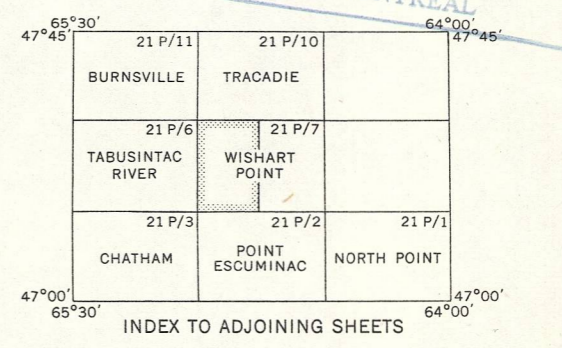 MONTREAL
65°30′ 64°00′
47°45′ 47°45′
21 P/11 21 P/10
BURNSVILLE TRACADIE
21 P/6 21 P/7
TABUSINTAC
RIVER
WISHART
POINT
21 P/3 21 P/2 21 P/1
CHATHAM
POINT
ESCUMINAC
NORTH POINT
47°00′ 47°00′
65°30′ 64°00′
INDEX TO ADJOINING SHEETS